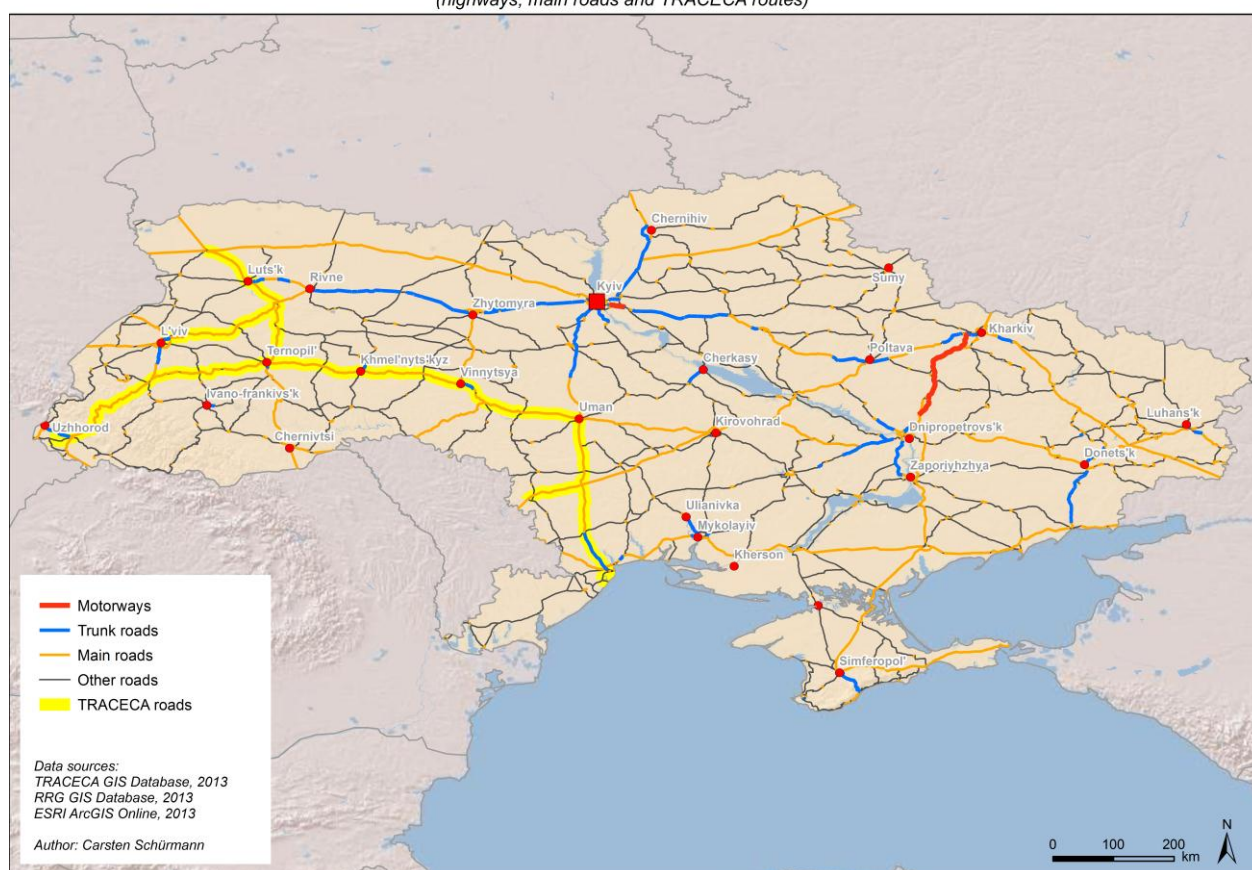 (highways, main roads and TRACECA routes)
Chernihiv
Sumy
Luts'k
Rivne
Kyiv
Zhytomyra
L'viv
Kharkiv
Poltava
Ternopil'
Khmel'nyts'kyz
Cherkasy
Vinnytsya
Ivano-frankivs'k
Uzhhorod
Uman'
Kirovohrad
Luhans'k
Dnipropetrovs'k
Chernivtsi
Donets'k
Zaporiyhzhya
Ulianivka
Mykolayiv
Kherson
Simferopol'
Motorways
Trunk roads
Main roads
Other roads
TRACECA roads
Data sources:
TRACECA GIS Database, 2013
RRG GIS Database, 2013
ESRI ArcGIS Online, 2013
Author: Carsten Schürmann
N
0 100 200
km